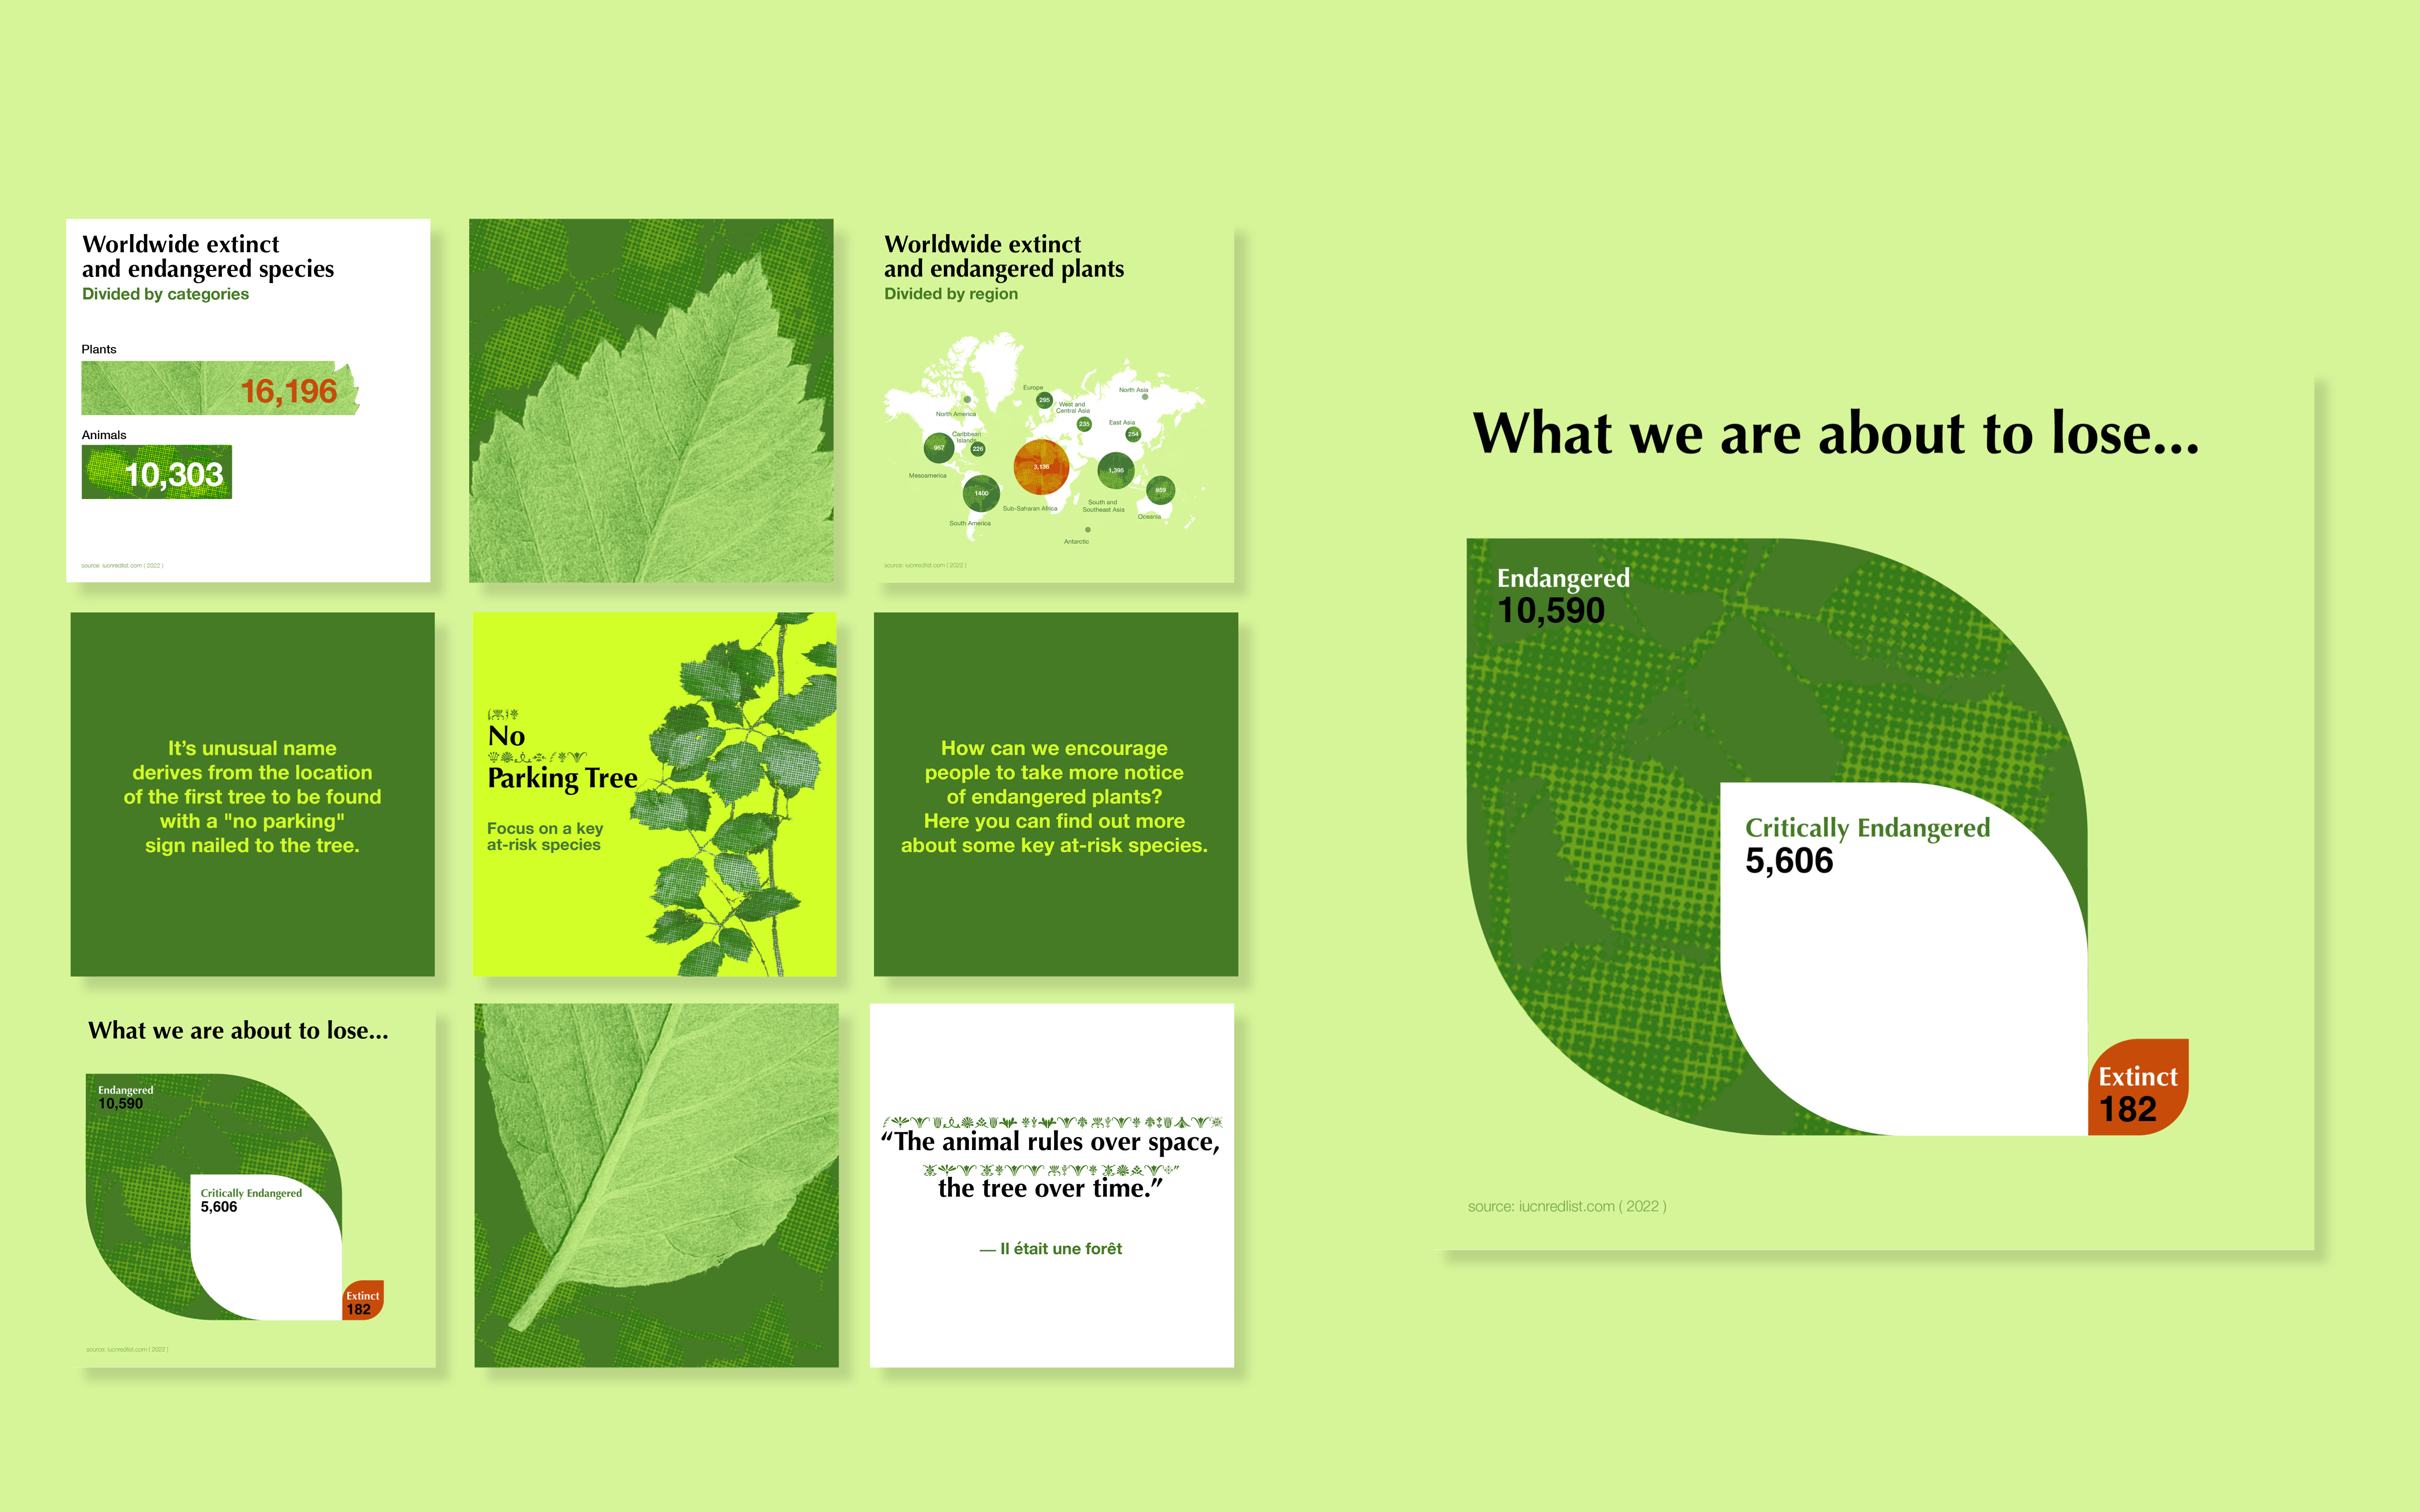 Worldwide extinct
and endangered species
Divided by categories
Plants
16,196
Animals
10,303
source: iucnredlist.com ( 2022 )
Worldwide extinct
and endangered plants
Divided by region
Europe
295
North Asia
West and
Central Asia
235
North America
East Asia
254
Caribbean
Islands
226
957
Mesoamerica
3,136
1,395
1400
859
Sub-Saharan Africa
South and
Southeast Asia
Oceania
South America
Antarctic
source: iucnredlist.com ( 2022 )
It’s unusual name
derives from the location
of the first tree to be found
with a "no parking"
sign nailed to the tree.
No
Parking Tree
Focus on a key
at-risk species
How can we encourage
people to take more notice
of endangered plants?
Here you can find out more
about some key at-risk species.
What we are about to lose...
Endangered
10,590
Critically Endangered
5,606
Extinct
182
source: iucnredlist.com ( 2022 )
“The animal rules over space,
the tree over time.”
— Il était une forêt
What we are about to lose...
Endangered
10,590
Critically Endangered
5,606
Extinct
182
source: iucnredlist.com ( 2022 )